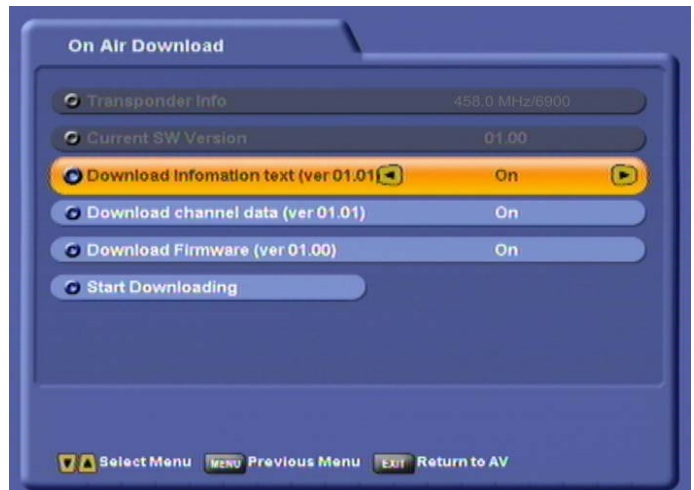 On Air Download
Transponder Info 458.0 MHz/6900
Current SW Version 01.00
Download Infomation text (ver 01.01) On
Download channel data (ver 01.01) On
Download Firmware (ver 01.00) On
Start Downloading
Select Menu MENU Previous Menu EXIT Return to AV